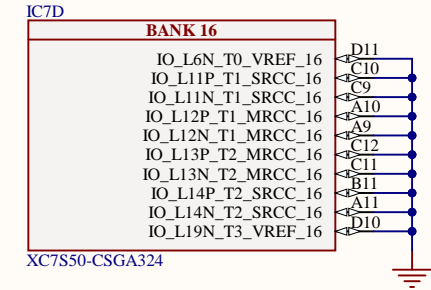 IC7D
BANK 16
IO_L6N_T0_VREF_16 D11
IO_L11P_T1_SRCC_16 C10
IO_L11N_T1_SRCC_16 C9
IO_L12P_T1_MRCC_16 A10
IO_L12N_T1_MRCC_16 A9
IO_L13P_T2_MRCC_16 C12
IO_L13N_T2_MRCC_16 C11
IO_L14P_T2_SRCC_16 B11
IO_L14N_T2_SRCC_16 A11
IO_L19N_T3_VREF_16 D10
XC7S50-CSGA324